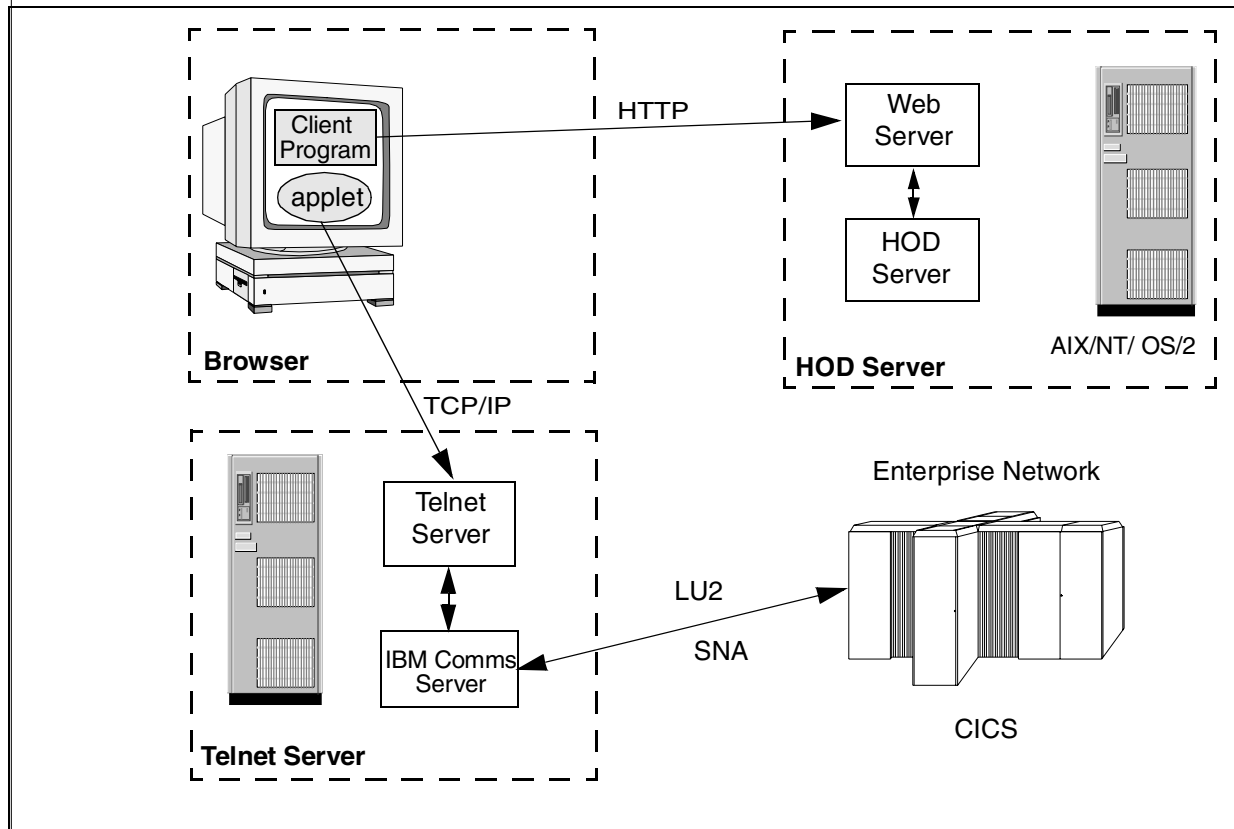 Client
Program
applet
Browser
HTTP
Web
Server
HOD
Server
AIX/NT/ OS/2
HOD Server
TCP/IP
Telnet
Server
IBM Comms
Server
Telnet Server
LU2
SNA
Enterprise Network
CICS